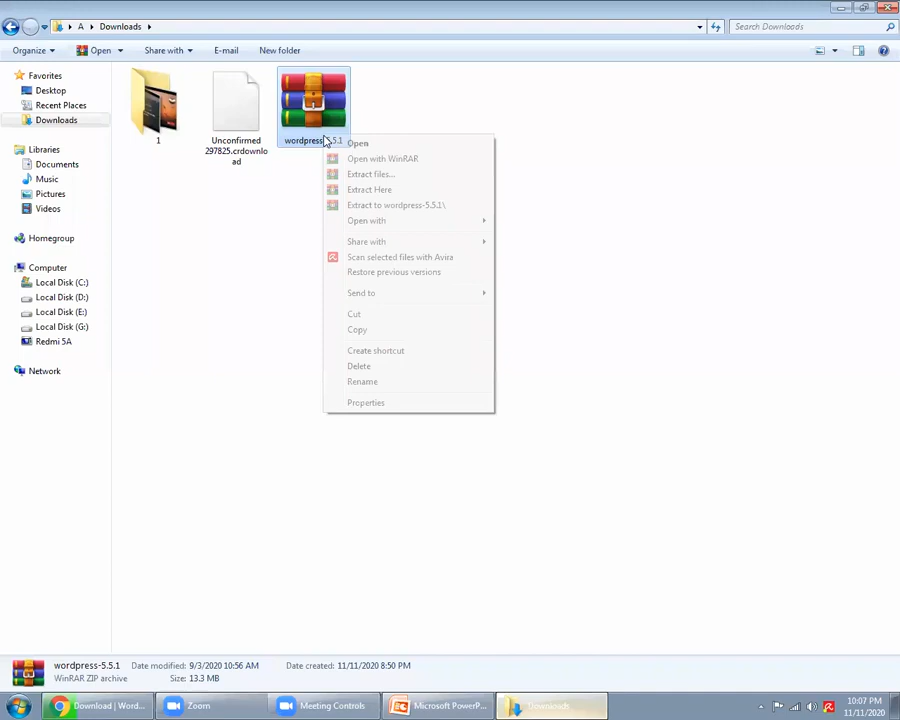 A
Downloads
Search Downloads
Organize
Open
Share with
E-mail
New folder
Favorites
Desktop
Recent Places
Downloads
Libraries
Documents
Music
Pictures
Videos
Homegroup
Computer
Local Disk (C:)
Local Disk (D:)
Local Disk (E:)
Local Disk (G:)
Redmi 5A
Network
1
Unconfirmed
297825.crdownlo
ad
wordpress-5.5.1
Open
Open with WinRAR
Extract files...
Extract Here
Extract to wordpress-5.5.1\
Open with
Share with
Scan selected files with Avira
Restore previous versions
Send to
Cut
Copy
Create shortcut
Delete
Rename
Properties
wordpress-5.5.1 Date modified: 9/3/2020 10:56 AM Date created: 11/11/2020 8:50 PM
WinRAR ZIP archive Size: 13.3 MB
Download | Word...
Zoom
Meeting Controls
Microsoft PowerP...
Downloads
10:07 PM
11/11/2020